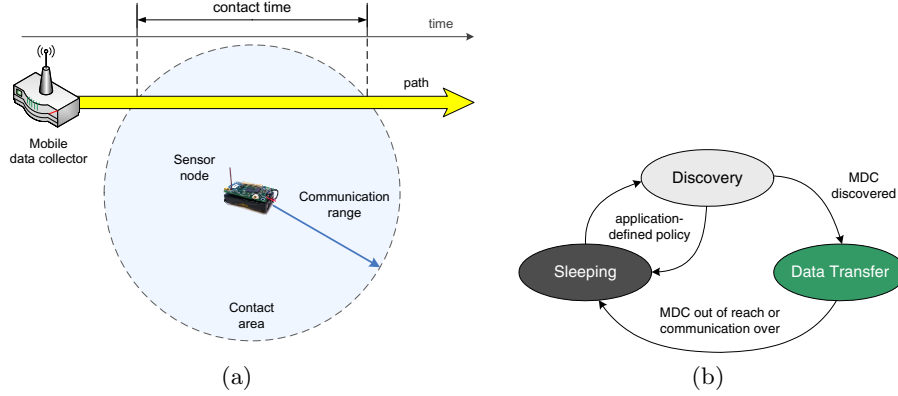 contact time
time
path
Mobile
data collector
Sensor
node
Communication
range
Contact
area
(a)
Discovery
MDC
discovered
application-
defined policy
Sleeping
Data Transfer
MDC out of reach or
communication over
(b)